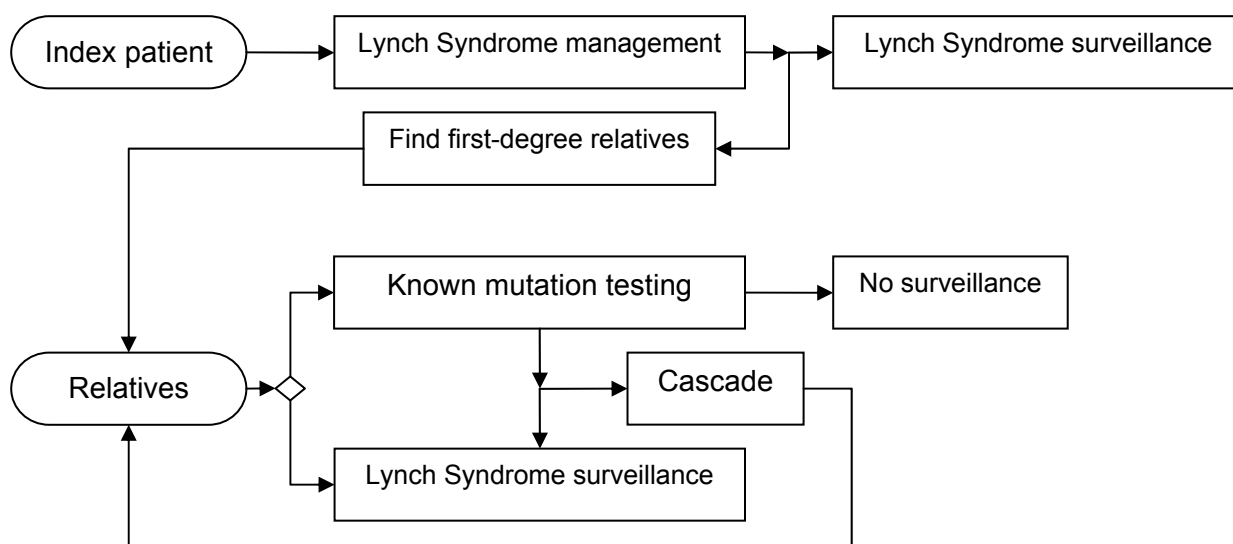 Index patient
Lynch Syndrome management
Lynch Syndrome surveillance
Find first-degree relatives
Known mutation testing
No surveillance
Relatives
Cascade
Lynch Syndrome surveillance